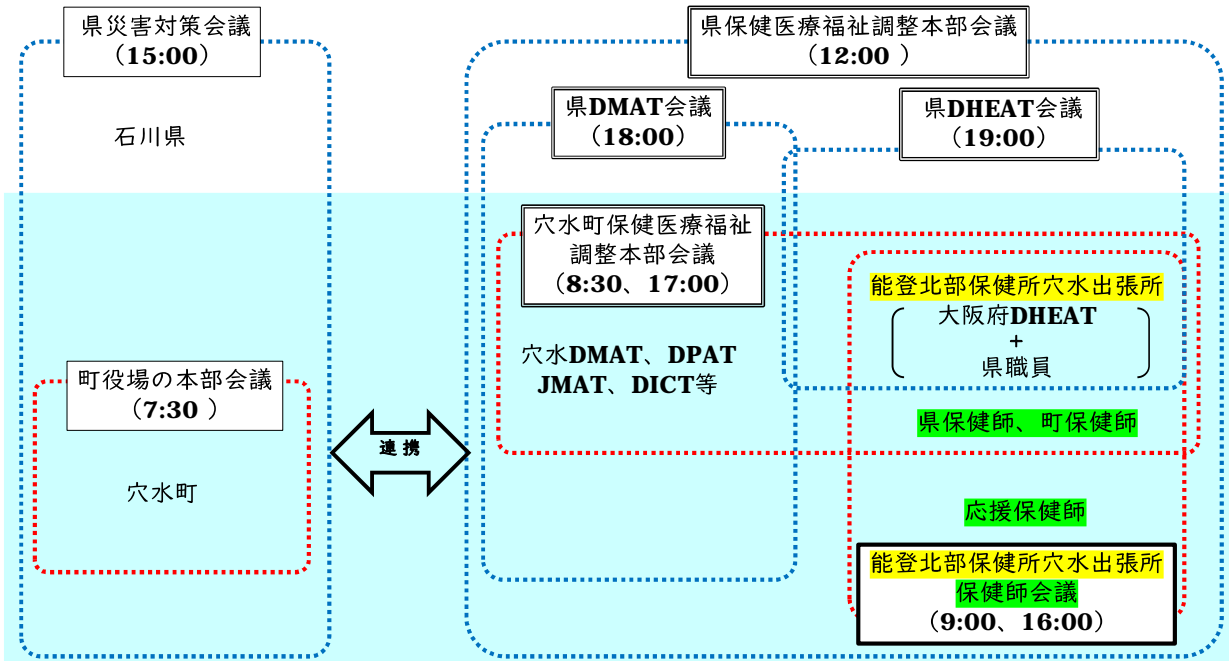 県災害対策会議
（15:00）
県保健医療福祉調整本部会議
（12:00 ）
県DMAT会議
（18:00）
県DHEAT会議
（19:00）
石川県
穴水町保健医療福祉
調整本部会議
（8:30、17:00）
能登北部保健所穴水出張所
大阪府DHEAT
+
県職員
穴水DMAT、DPAT
JMAT、DICT等
町役場の本部会議
（7:30 ）
連携
県保健師、町保健師
穴水町
応援保健師
能登北部保健所穴水出張所
保健師会議
（9:00、16:00）